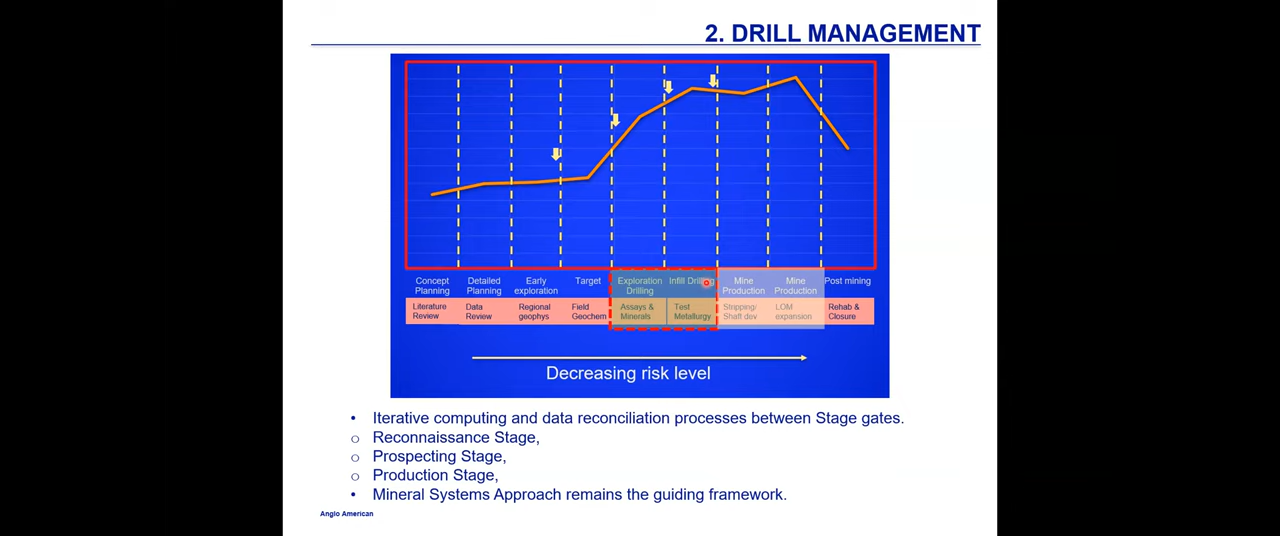 2. DRILL MANAGEMENT
Concept Planning
Detailed Planning
Early exploration
Target
Exploration Drilling
Infill Drilling
Mine Production
Mine Production
Post mining
Literature Review
Data Review
Regional geophys
Field Geochem
Assays & Minerals
Test Metallurgy
Stripping/ Shaft dev
LOM expansion
Rehab & Closure
Decreasing risk level
• Iterative computing and data reconciliation processes between Stage gates.
o Reconnaissance Stage,
o Prospecting Stage,
o Production Stage,
• Mineral Systems Approach remains the guiding framework.
Anglo American